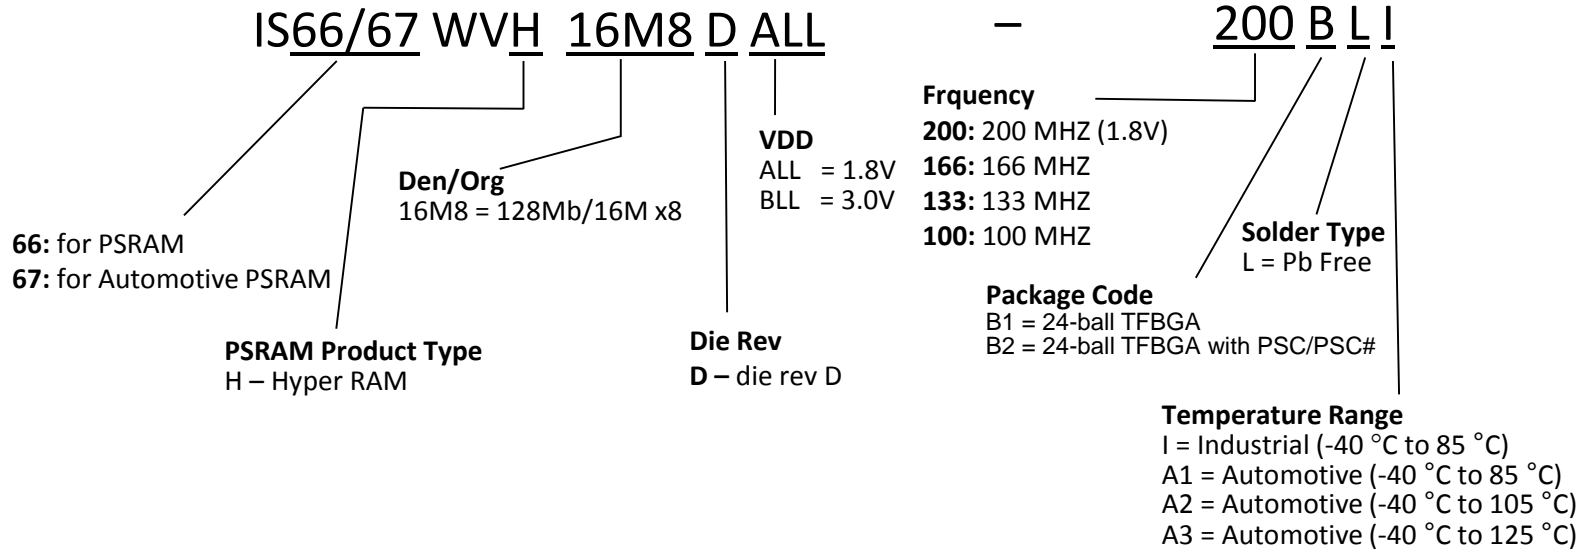 IS66/67 WVH 16M8 D ALL – 200 B L I
Frquency
200: 200 MHZ (1.8V)
166: 166 MHZ
133: 133 MHZ
100: 100 MHZ
VDD
ALL = 1.8V
BLL = 3.0V
Den/Org
16M8 = 128Mb/16M x8
66: for PSRAM
67: for Automotive PSRAM
Solder Type
L = Pb Free
Package Code
B1 = 24-ball TFBGA
B2 = 24-ball TFBGA with PSC/PSC#
PSRAM Product Type
H – Hyper RAM
Die Rev
D – die rev D
Temperature Range
I = Industrial (-40 °C to 85 °C)
A1 = Automotive (-40 °C to 85 °C)
A2 = Automotive (-40 °C to 105 °C)
A3 = Automotive (-40 °C to 125 °C)